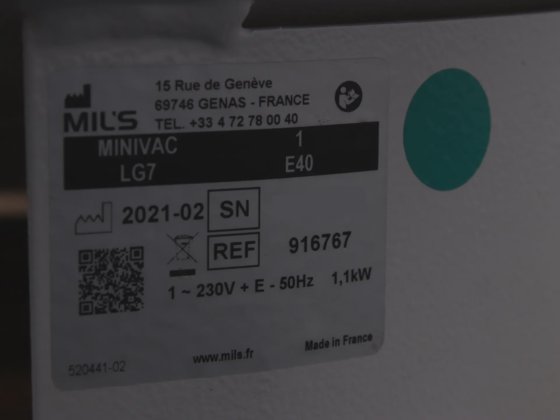 15 Rue de Genève
69746 GENAS - FRANCE
MIL'S TEL. +33 4 72 78 00 40
MINIVAC 1
LG7 E40
2021-02 SN
REF 916767
1 ~ 230V + E - 50Hz 1,1kW
520441-02 www.mils.fr Made in France